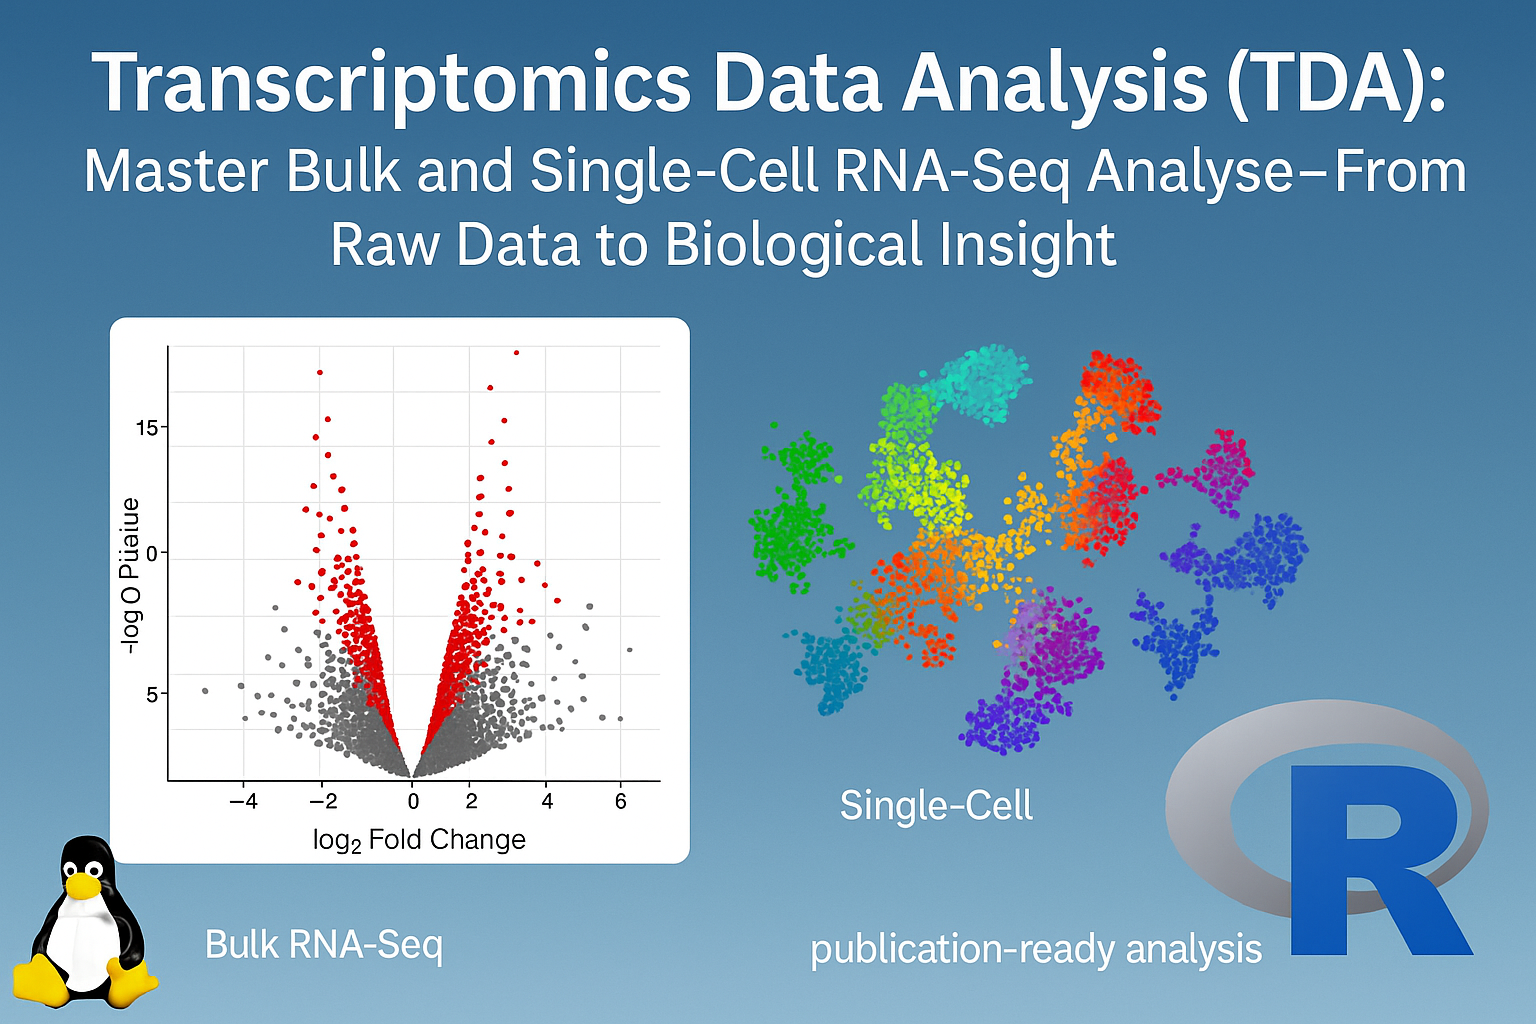 Transcriptomics Data Analysis (TDA):
Master Bulk and Single-Cell RNA-Seq Analyse–From
Raw Data to Biological Insight
15
0
5
-log O Püeiue
−4
−2
0
2
4
6
log₂ Fold Change
Single-Cell
R
Bulk RNA-Seq
publication-ready analysis